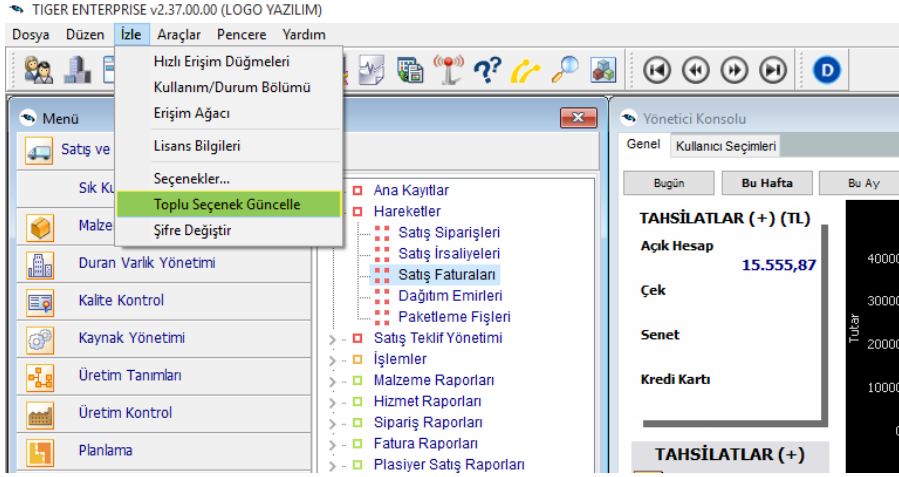 TIGER ENTERPRISE v2.37.00.00 (LOGO YAZILIM)
Dosya Düzen İzle Araçlar Pencere Yardım
Hızlı Erişim Düğmeleri
Kullanım/Durum Bölümü
Erişim Ağacı
Lisans Bilgileri
Seçenekler...
Toplu Seçenek Güncelle
Şifre Değiştir
Menü
Satış ve
Sık Ku
Malze
Duran Varlık Yönetimi
Kalite Kontrol
Kaynak Yönetimi
Üretim Tanımları
Üretim Kontrol
Planlama
Ana Kayıtlar
Hareketler
Satış Siparişleri
Satış İrsaliyeleri
Satış Faturaları
Dağıtım Emirleri
Paketleme Fişleri
Satış Teklif Yönetimi
İşlemler
Malzeme Raporları
Hizmet Raporları
Sipariş Raporları
Fatura Raporları
Plasiyer Satış Raporları
D
Yönetici Konsolu
Genel Kullanıcı Seçimleri
Bugün Bu Hafta Bu Ay
TAHSİLATLAR (+) (TL)
Açık Hesap
15.555,87
Çek
Senet
Kredi Kartı
TAHSİLATLAR (+)
Tutar
40000
30000
20000
10000
0